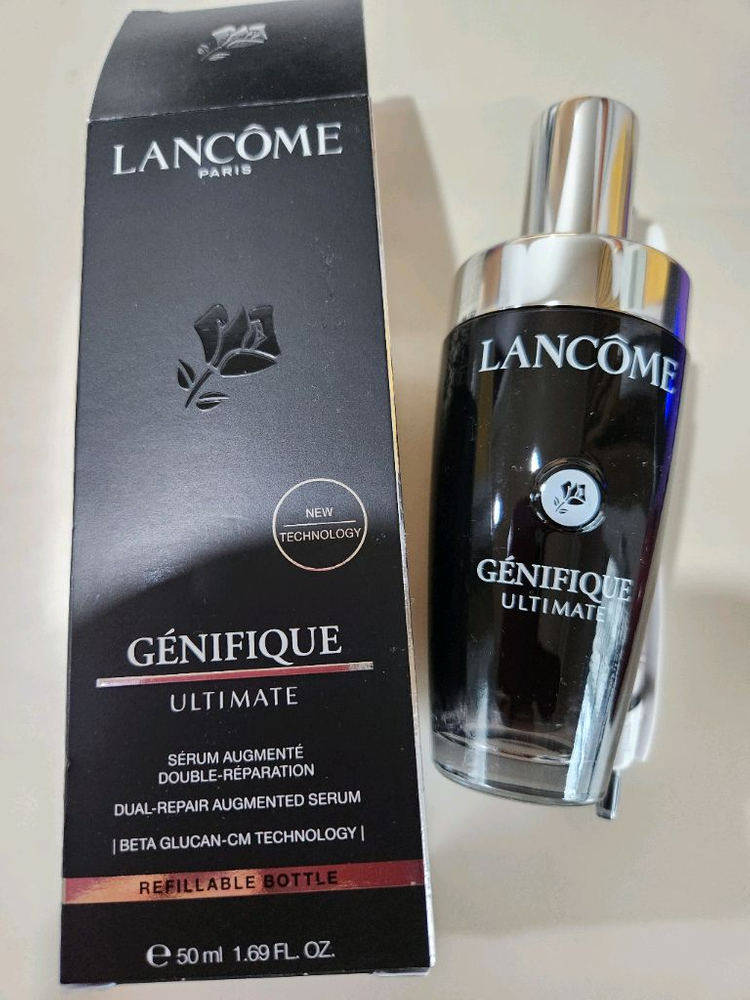 LANCÔME
PARIS
NEW
TECHNOLOGY
GÉNIFIQUE
ULTIMATE
SÉRUM AUGMENTÉ
DOUBLE-RÉPARATION
DUAL-REPAIR AUGMENTED SERUM
| BETA GLUCAN-CM TECHNOLOGY |
REFILLABLE BOTTLE
℮ 50 ml 1.69 FL. OZ.
LANCÔME
GÉNIFIQUE
ULTIMATE